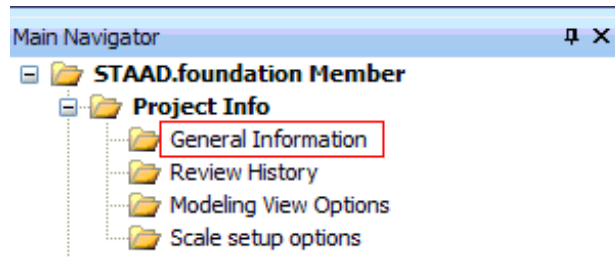 Main Navigator
STAAD.foundation Member
Project Info
General Information
Review History
Modeling View Options
Scale setup options